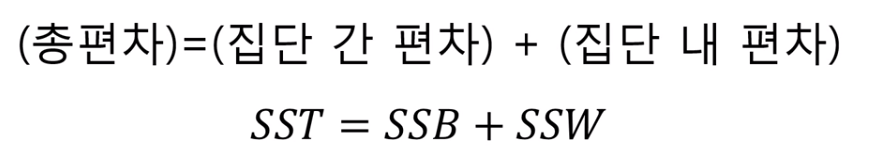 (총편차)=(집단 간 편차) + (집단 내 편차)
SST = SSB + SSW